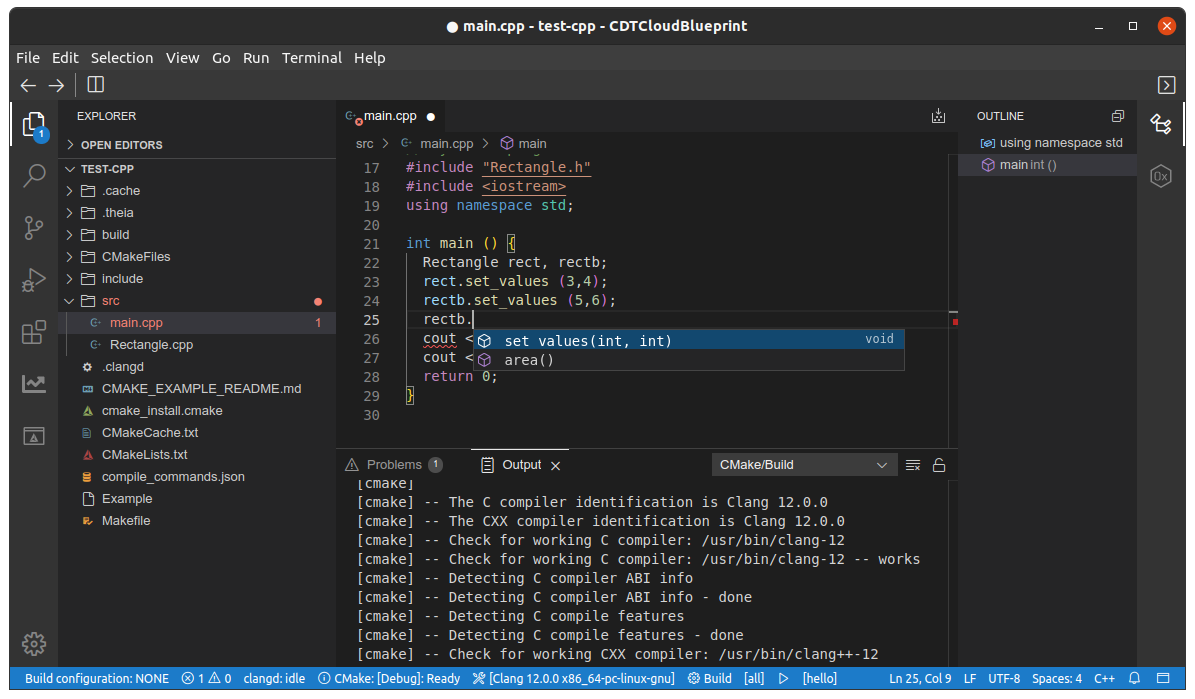 ● main.cpp - test-cpp - CDTCloudBlueprint
File Edit Selection View Go Run Terminal Help
EXPLORER
OPEN EDITORS
TEST-CPP
.cache
.theia
build
CMakeFiles
include
src
main.cpp 1
Rectangle.cpp
.clangd
CMAKE_EXAMPLE_README.md
cmake_install.cmake
CMakeCache.txt
CMakeLists.txt
compile_commands.json
Example
Makefile
1
main.cpp ●
src > main.cpp > main
17 #include "Rectangle.h"
18 #include <iostream>
19 using namespace std;
20
21 int main () {
22 Rectangle rect, rectb;
23 rect.set_values (3,4);
24 rectb.set_values (5,6);
25 rectb.
26 cout <
27 cout <
28 return 0;
29 }
30
set_values(int, int) void
area()
Problems 1 Output CMake/Build
[cmake]
[cmake] -- The C compiler identification is Clang 12.0.0
[cmake] -- The CXX compiler identification is Clang 12.0.0
[cmake] -- Check for working C compiler: /usr/bin/clang-12
[cmake] -- Check for working C compiler: /usr/bin/clang-12 -- works
[cmake] -- Detecting C compiler ABI info
[cmake] -- Detecting C compiler ABI info - done
[cmake] -- Detecting C compile features
[cmake] -- Detecting C compile features - done
[cmake] -- Check for working CXX compiler: /usr/bin/clang++-12
OUTLINE
using namespace std
main int ()
0x
Build configuration: NONE 1 0 clangd: idle CMake: [Debug]: Ready [Clang 12.0.0 x86_64-pc-linux-gnu] Build [all] [hello] Ln 25, Col 9 LF UTF-8 Spaces: 4 C++